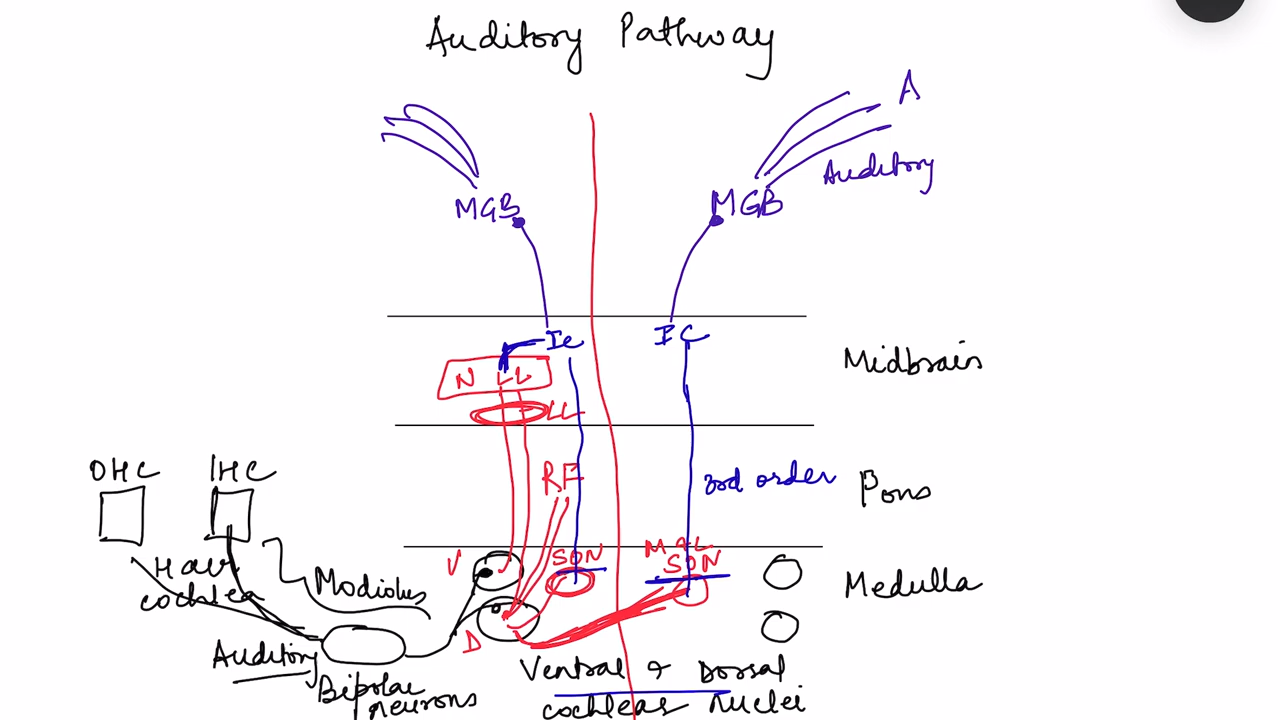 Auditory Pathway
A
Auditory
MGB
MGB
Ic
IC
Midbrain
N LL
LL
OHC
IHC
RF
3rd order
Pons
V
SON
M & L
SON
Medulla
Hair
cochlea
Modiolus
D
Auditory
Bipolar
neurons
Ventral & Dorsal
cochlear nuclei